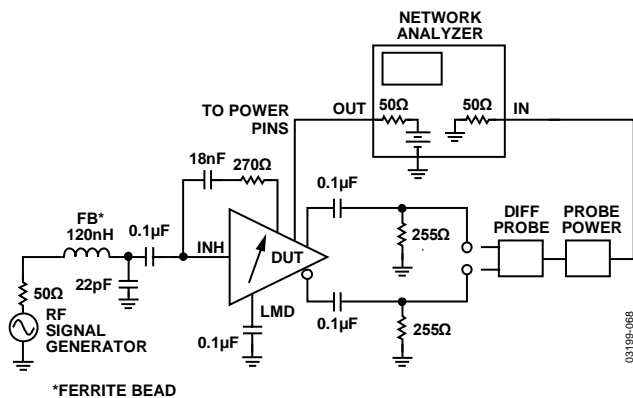 NETWORK
ANALYZER
OUT
50Ω
50Ω
IN
TO POWER
PINS
18nF
270Ω
0.1µF
FB*
120nH
0.1µF
INH
DUT
255Ω
DIFF
PROBE
PROBE
POWER
50Ω
22pF
LMD
0.1µF
RF
SIGNAL
GENERATOR
0.1µF
255Ω
*FERRITE BEAD
03199-068